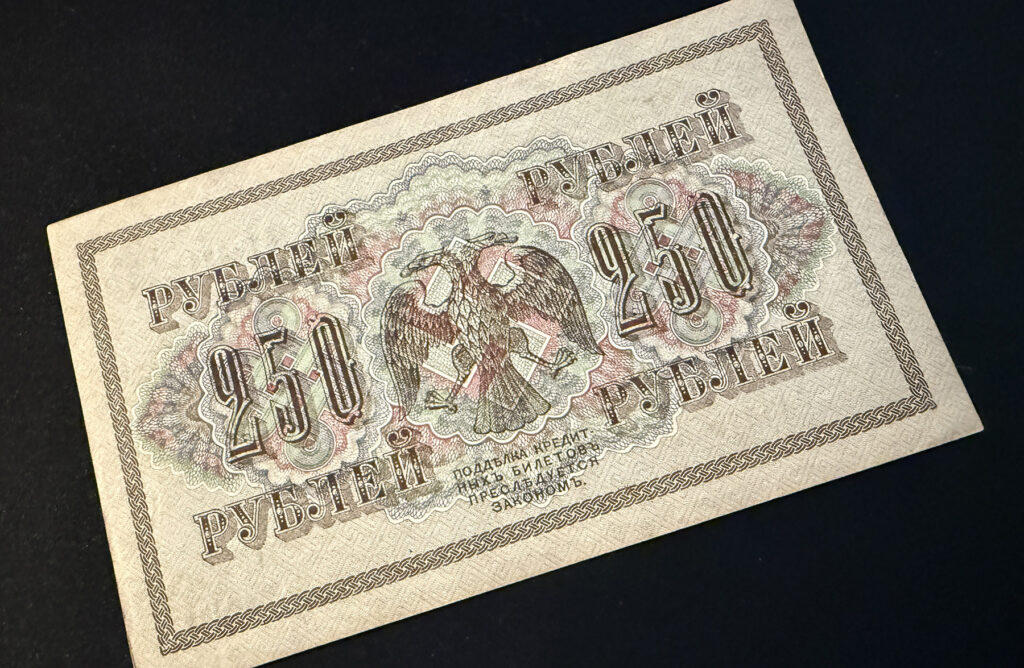 РУБЛЕЙ
РУБЛЕЙ
250
250
РУБЛЕЙ
РУБЛЕЙ
ПОДДѢЛКА КРЕДИТ-
НЫХЪ БИЛЕТОВЪ
ПРЕСЛѢДУЕТСЯ
ЗАКОНОМЪ.